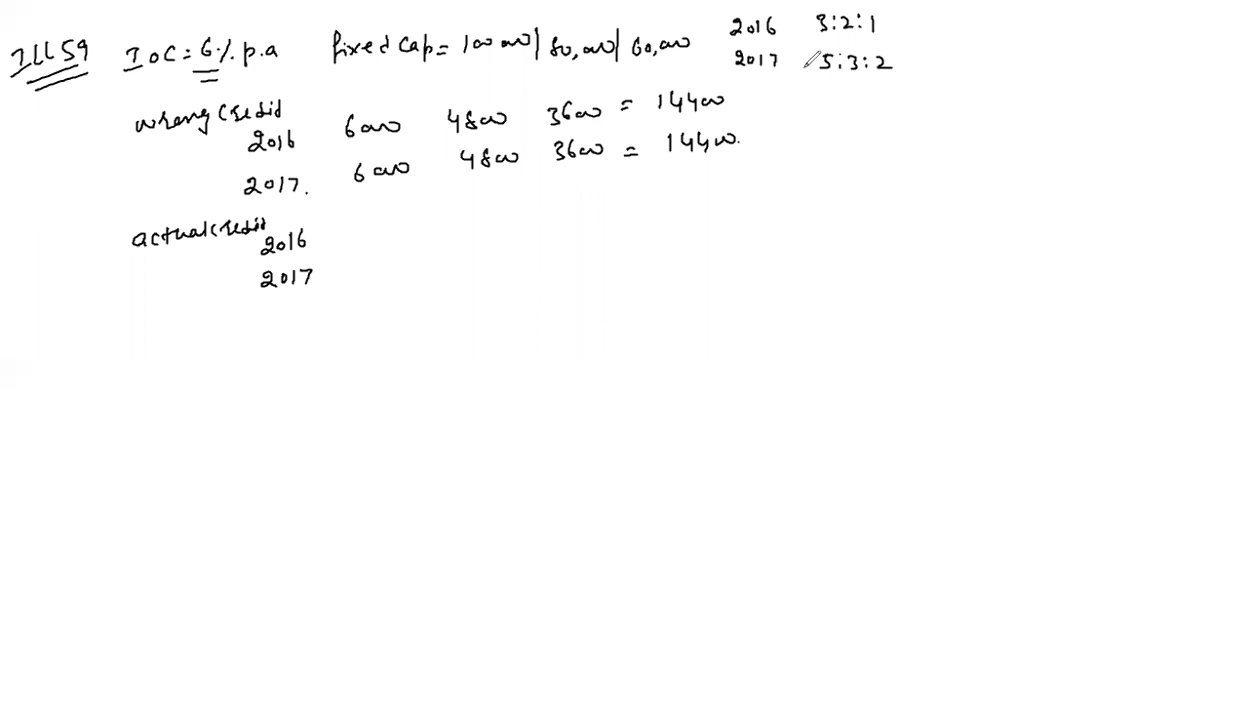 ILL 59 IOC = 6% p.a fixed cap = 100 000 / 80,000 / 60,000 2016 3:2:1
2017 5:3:2
wrong credit
2016 6000 4800 3600 = 14400
2017. 6000 4800 3600 = 14400.
actual credit
2016
2017